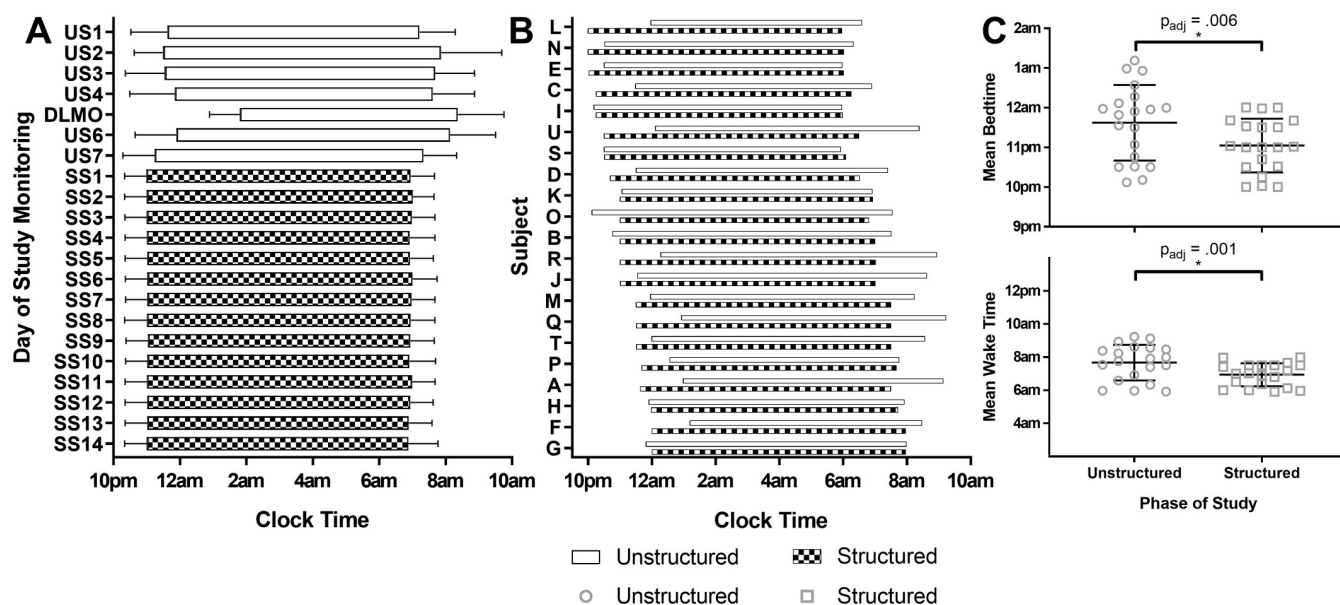 A
US1
US2
US3
US4
DLMO
US6
US7
SS1
SS2
SS3
SS4
SS5
SS6
SS7
SS8
SS9
SS10
SS11
SS12
SS13
SS14
Day of Study Monitoring
10pm 12am 2am 4am 6am 8am 10am
Clock Time
B
L
N
E
C
I
U
S
D
K
O
B
R
J
M
Q
T
P
A
H
F
G
Subject
10pm 12am 2am 4am 6am 8am 10am
Clock Time
Unstructured Structured
Unstructured Structured
C
padj = .006
*
2am
1am
12am
11pm
10pm
9pm
Mean Bedtime
padj = .001
*
12pm
10am
8am
6am
4am
Mean Wake Time
Unstructured Structured
Phase of Study